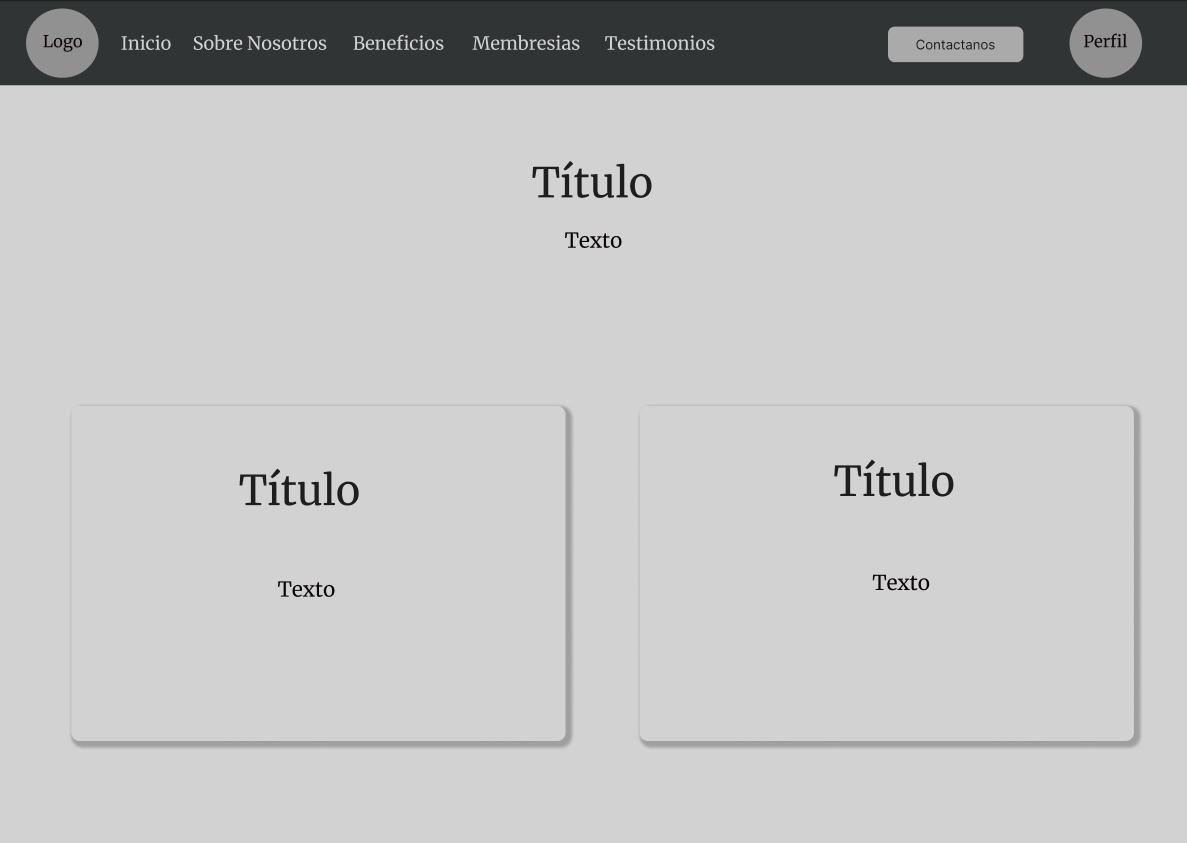 Logo Inicio Sobre Nosotros Beneficios Membresias Testimonios Contactanos Perfil
Título
Texto
Título
Texto
Título
Texto